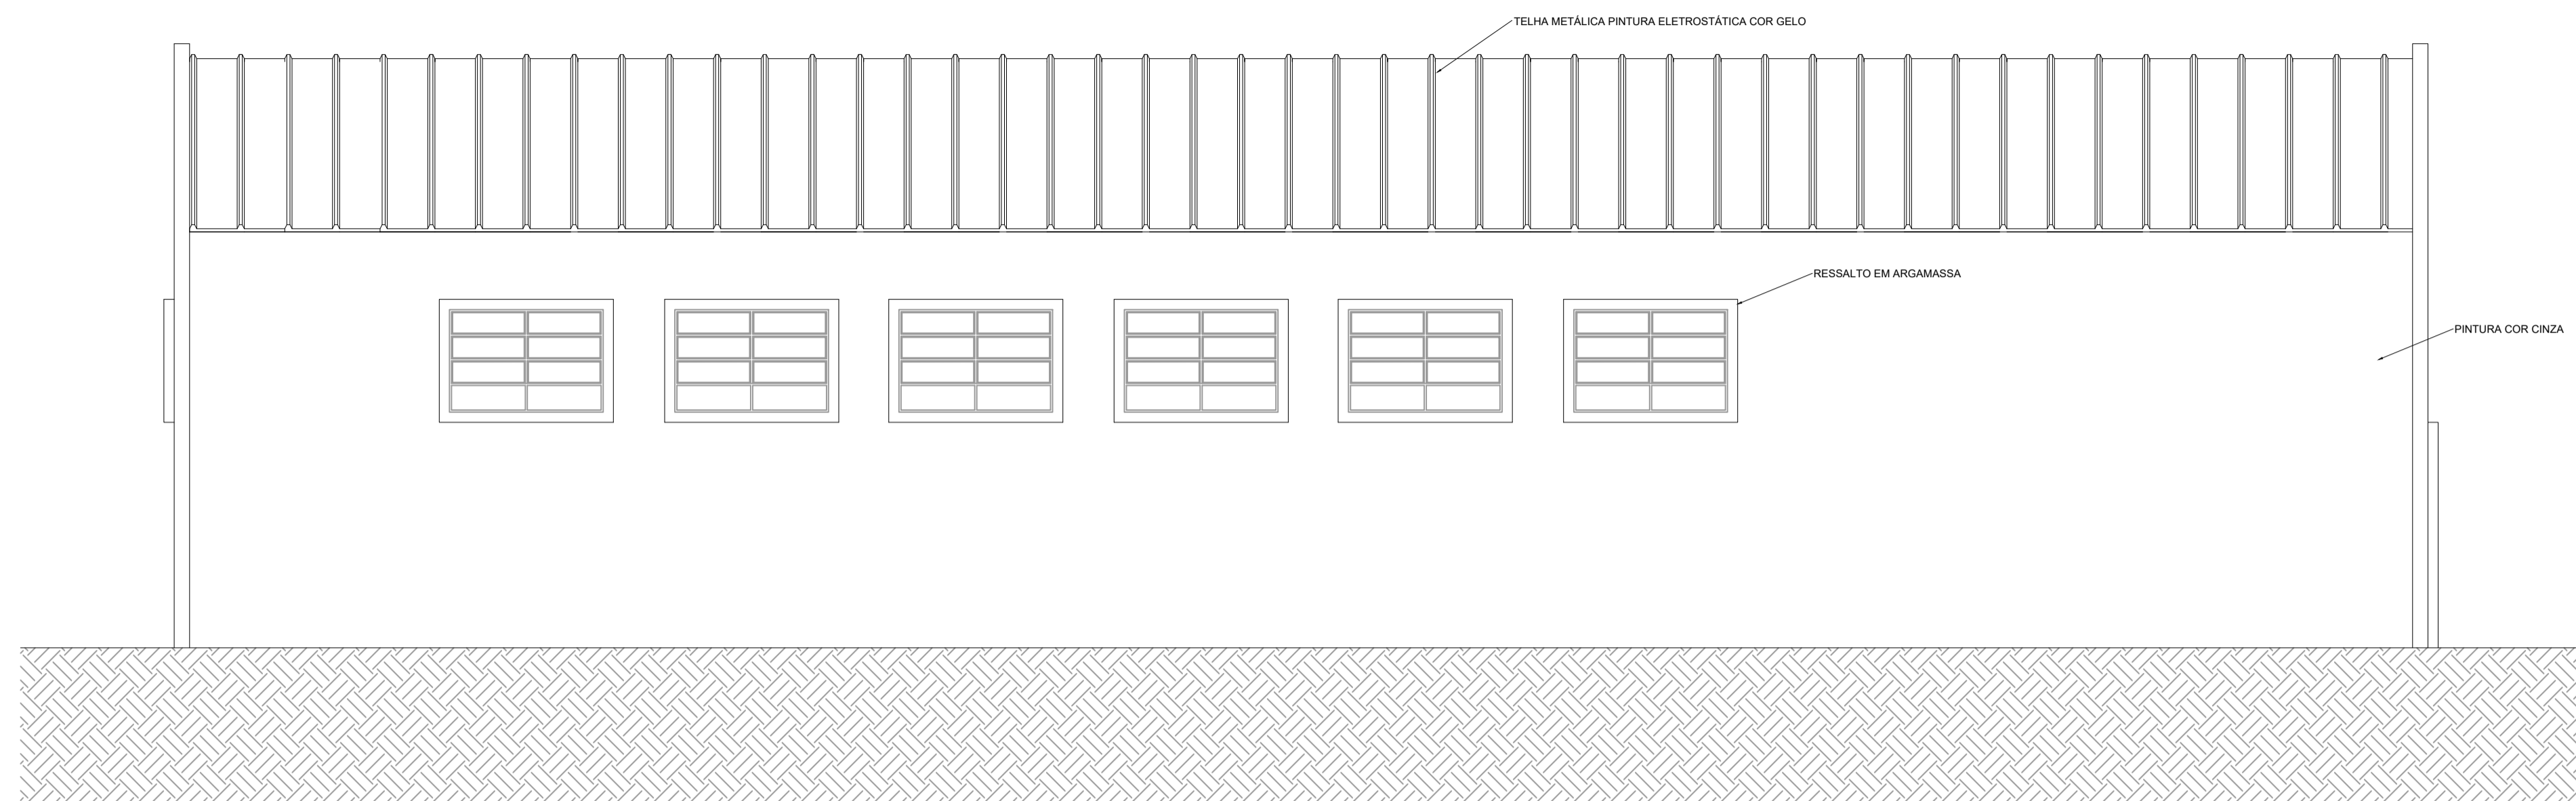 TELHA METÁLICA PINTURA ELETROSTÁTICA COR GELO
RESSALTO EM ARGAMASSA
PINTURA COR CINZA